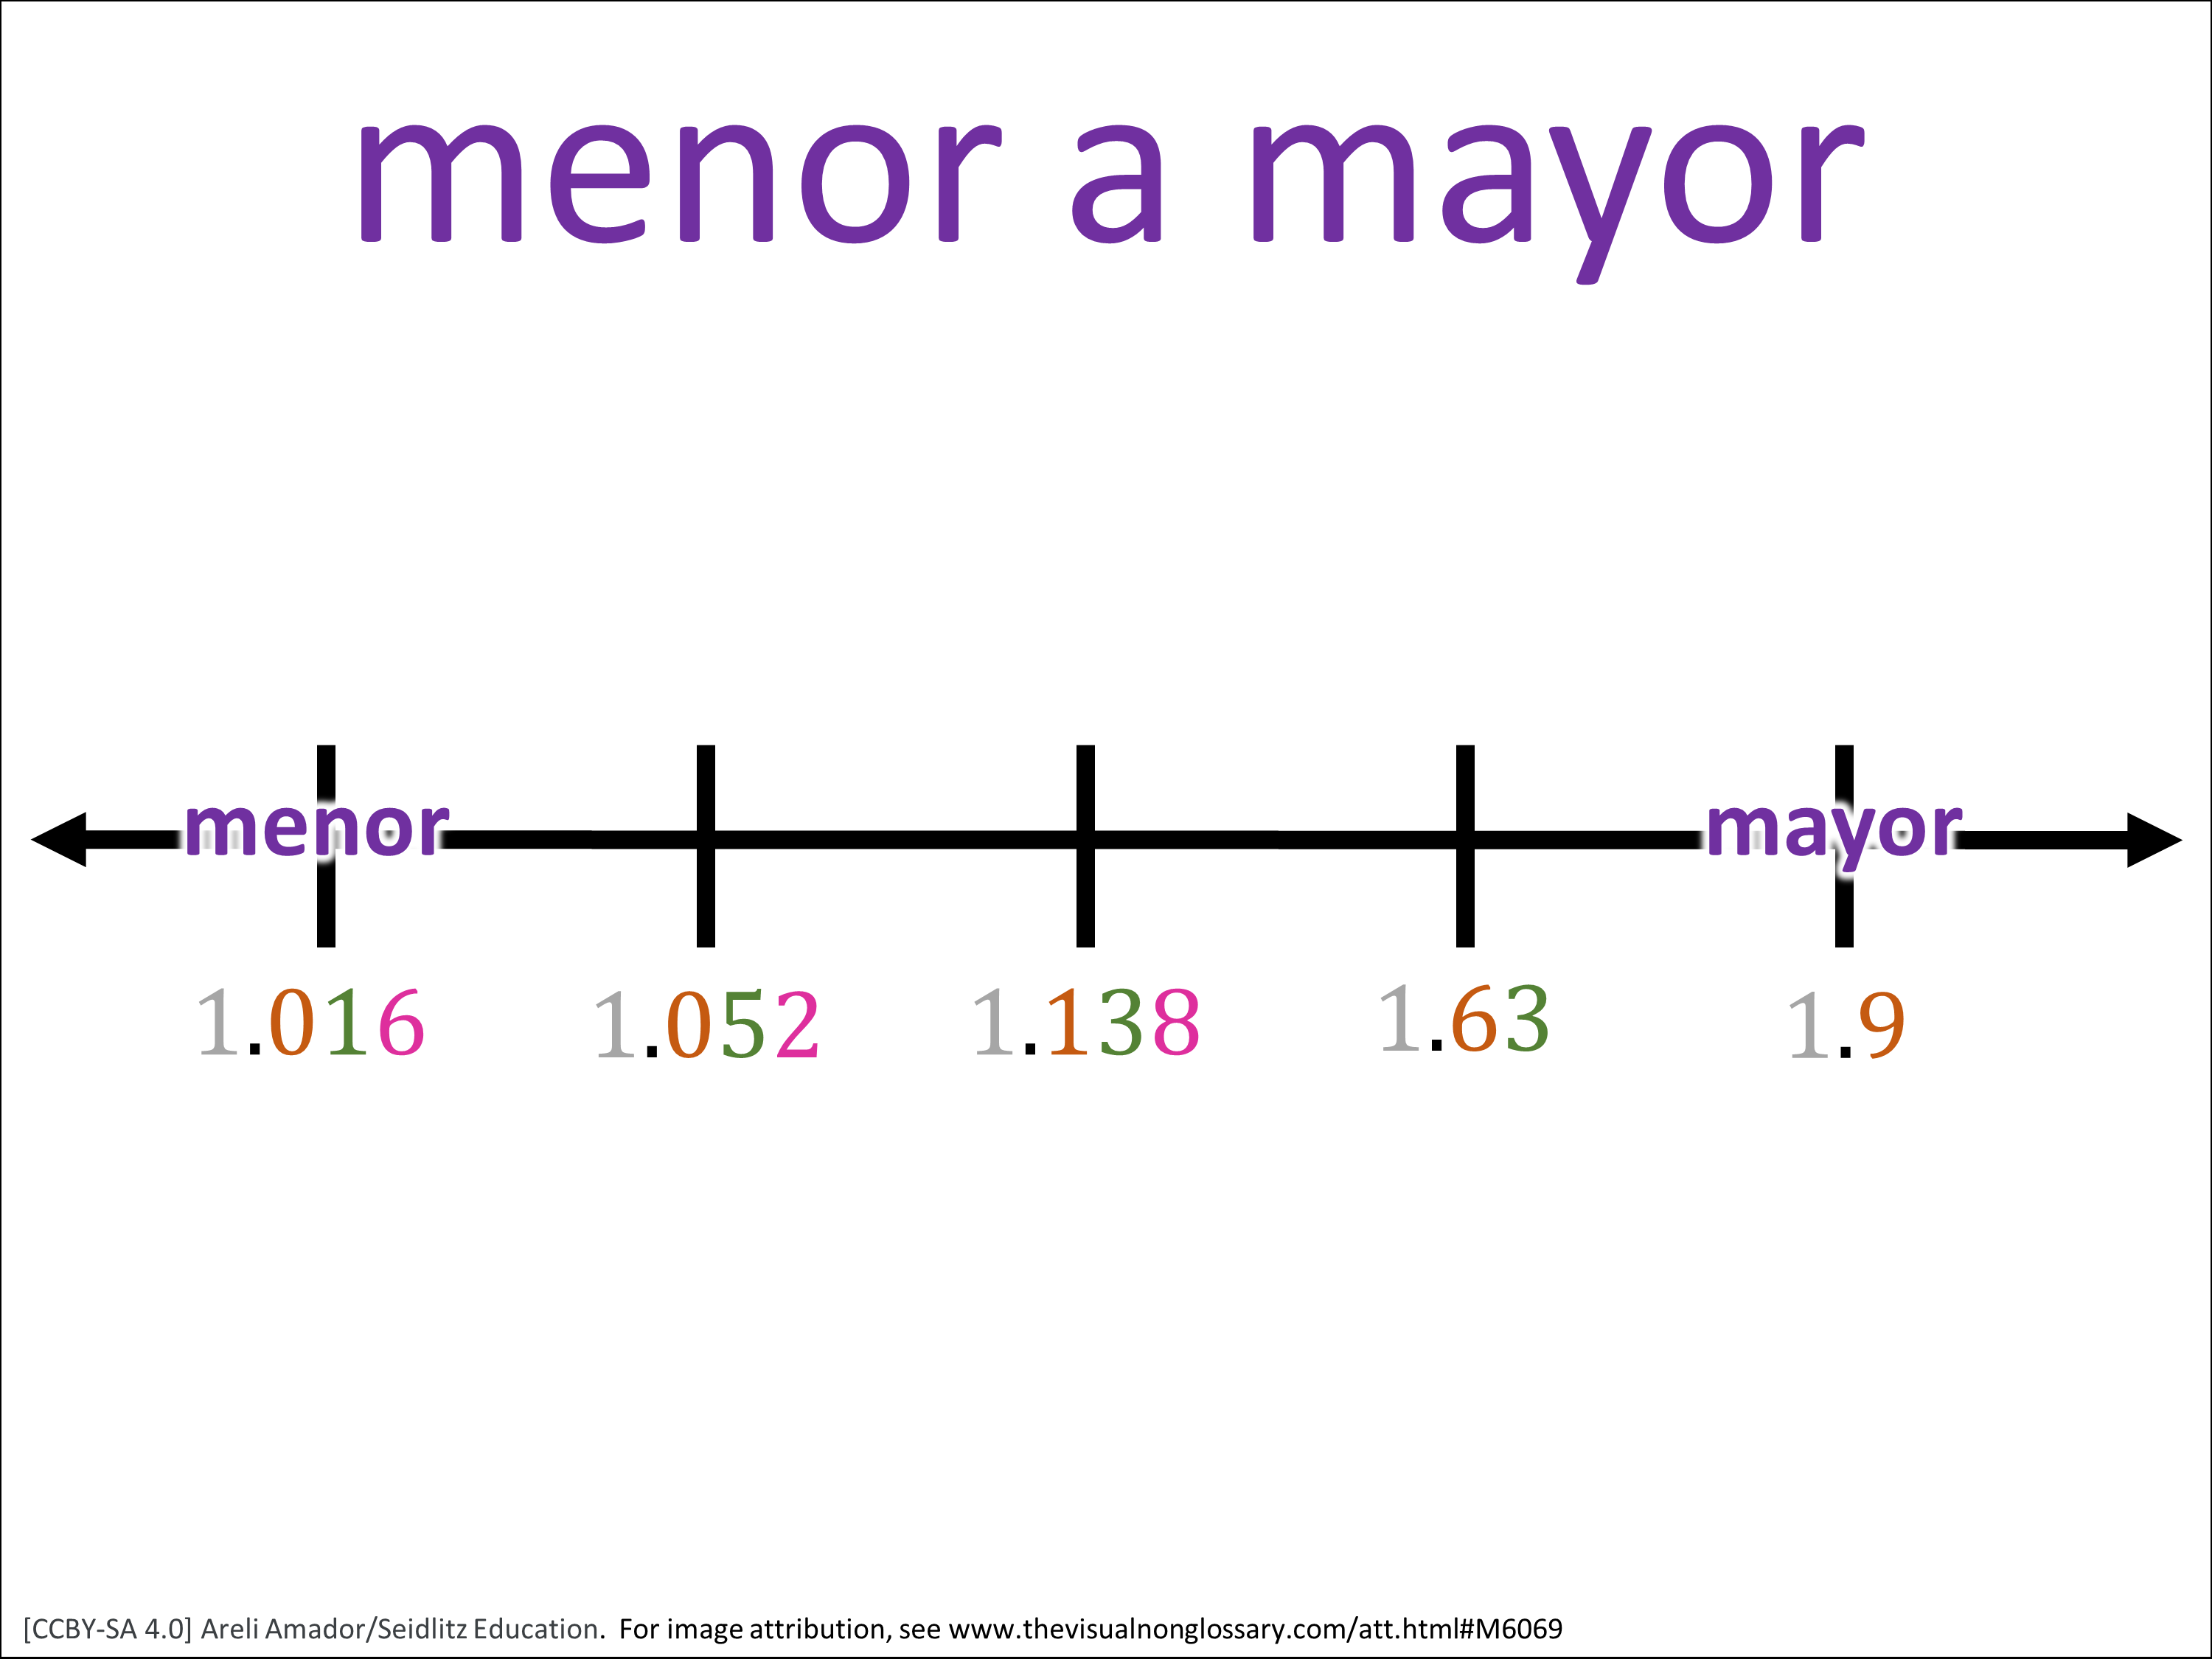 menor a mayor
menor mayor
1.016 1.052 1.138 1.63 1.9
[CCBY-SA 4.0] Areli Amador/Seidlitz Education. For image attribution, see www.thevisualnonglossary.com/att.html#M6069